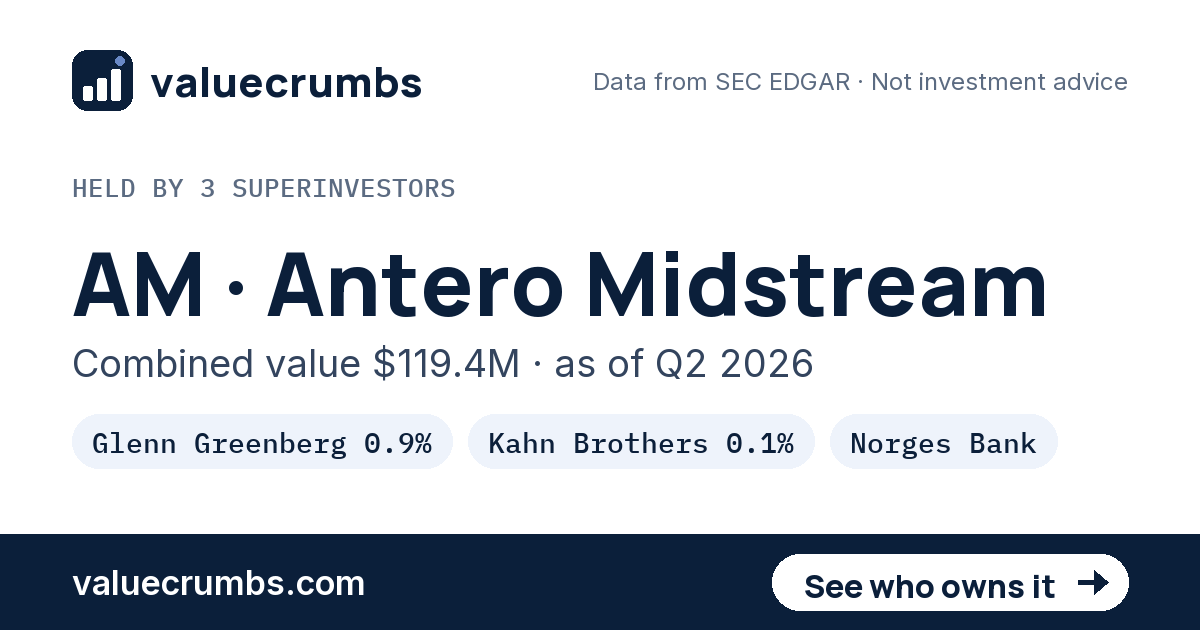 valuecrumbs
Data from SEC EDGAR · Not investment advice
HELD BY 3 SUPERINVESTORS
AM · Antero Midstream
Combined value $119.4M · as of Q2 2026
Glenn Greenberg 0.9%
Kahn Brothers 0.1%
Norges Bank
valuecrumbs.com
See who owns it →